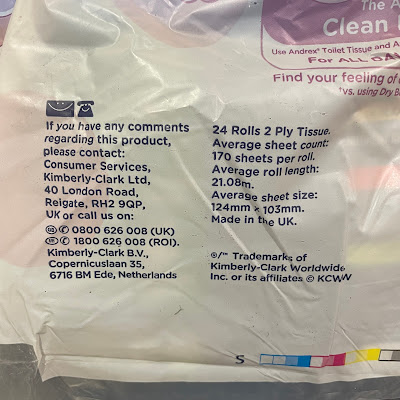 The A
Clean
Use Andrex® Toilet Tissue and A
FOR ALL
Find your feeling of
tvs. using Dry B
If you have any comments
regarding this product,
please contact:
Consumer Services,
Kimberly-Clark Ltd,
40 London Road,
Reigate, RH2 9QP,
UK or call us on:
0800 626 008 (UK)
1800 626 008 (ROI).
Kimberly-Clark B.V.,
Copernicuslaan 35,
6716 BM Ede, Netherlands
24 Rolls 2 Ply Tissue.
Average sheet count:
170 sheets per roll.
Average roll length:
21.08m.
Average sheet size:
124mm x 103mm.
Made in the UK.
®/™ Trademarks of
Kimberly-Clark Worldwide
Inc. or its affiliates © KCWW
S